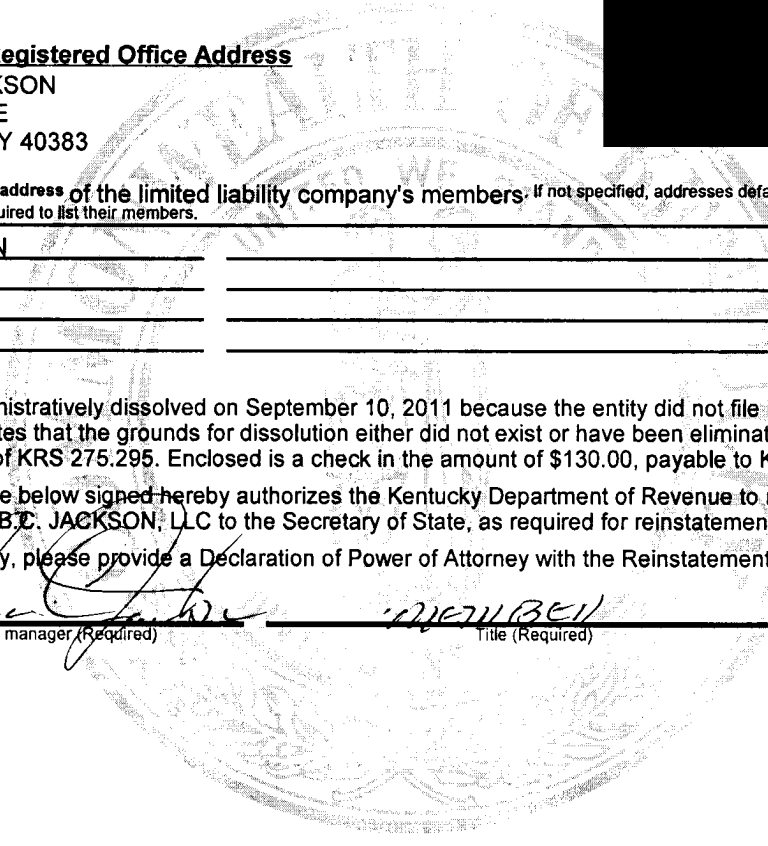 egistered Office Address
KSON
E
Y 40383
address of the limited liability company's members. If not specified, addresses defa
uired to list their members.
N
nistratively dissolved on September 10, 2011 because the entity did not file
tes that the grounds for dissolution either did not exist or have been eliminat
of KRS 275.295. Enclosed is a check in the amount of $130.00, payable to K
e below signed hereby authorizes the Kentucky Department of Revenue to
B.C. JACKSON, LLC to the Secretary of State, as required for reinstatemen
y, please provide a Declaration of Power of Attorney with the Reinstatement
manager (Required) Title (Required)